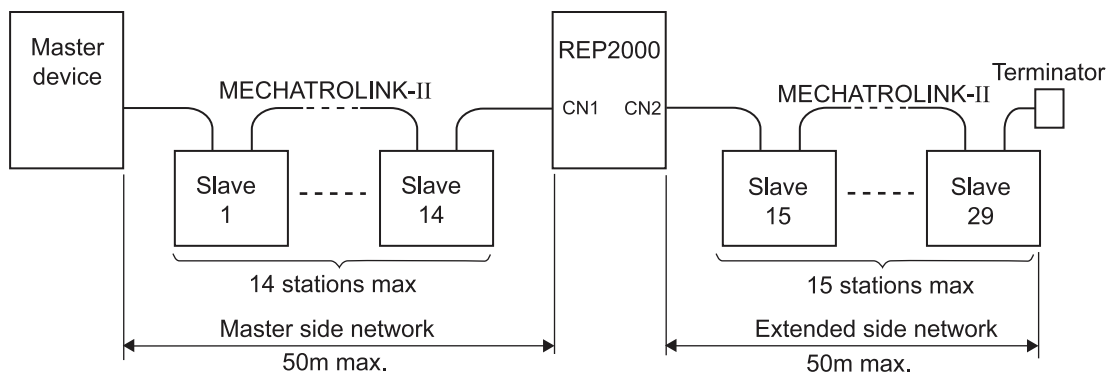 Master
device
MECHATROLINK-II
Slave
1
Slave
14
14 stations max
REP2000
CN1
CN2
MECHATROLINK-II
Terminator
Slave
15
Slave
29
15 stations max
Master side network
50m max.
Extended side network
50m max.